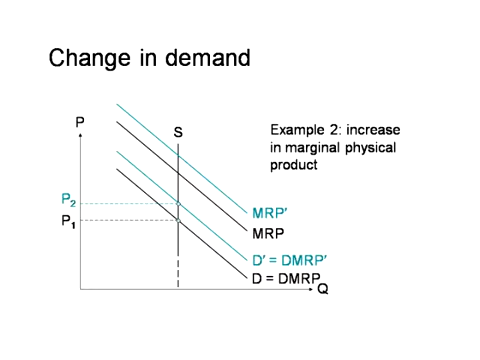 Change in demand
P
S
Example 2: increase
in marginal physical
product
P₂
P₁
MRP'
MRP
D' = DMRP'
D = DMRP
Q